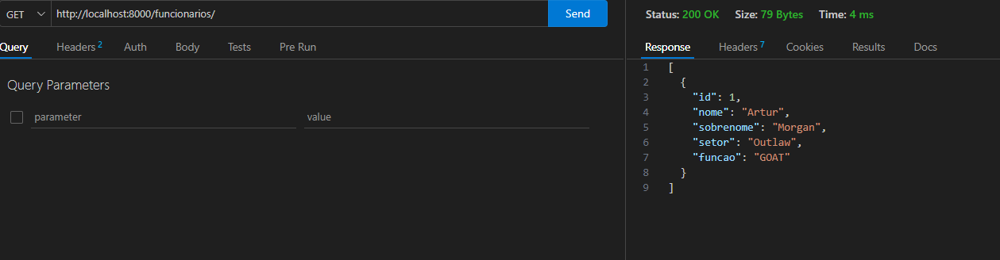 GET http://localhost:8000/funcionarios/ Send
Query Headers 2 Auth Body Tests Pre Run
Query Parameters
parameter value
Status: 200 OK Size: 79 Bytes Time: 4 ms
Response Headers 7 Cookies Results Docs
1 [
2 {
3 "id": 1,
4 "nome": "Artur",
5 "sobrenome": "Morgan",
6 "setor": "Outlaw",
7 "funcao": "GOAT"
8 }
9 ]